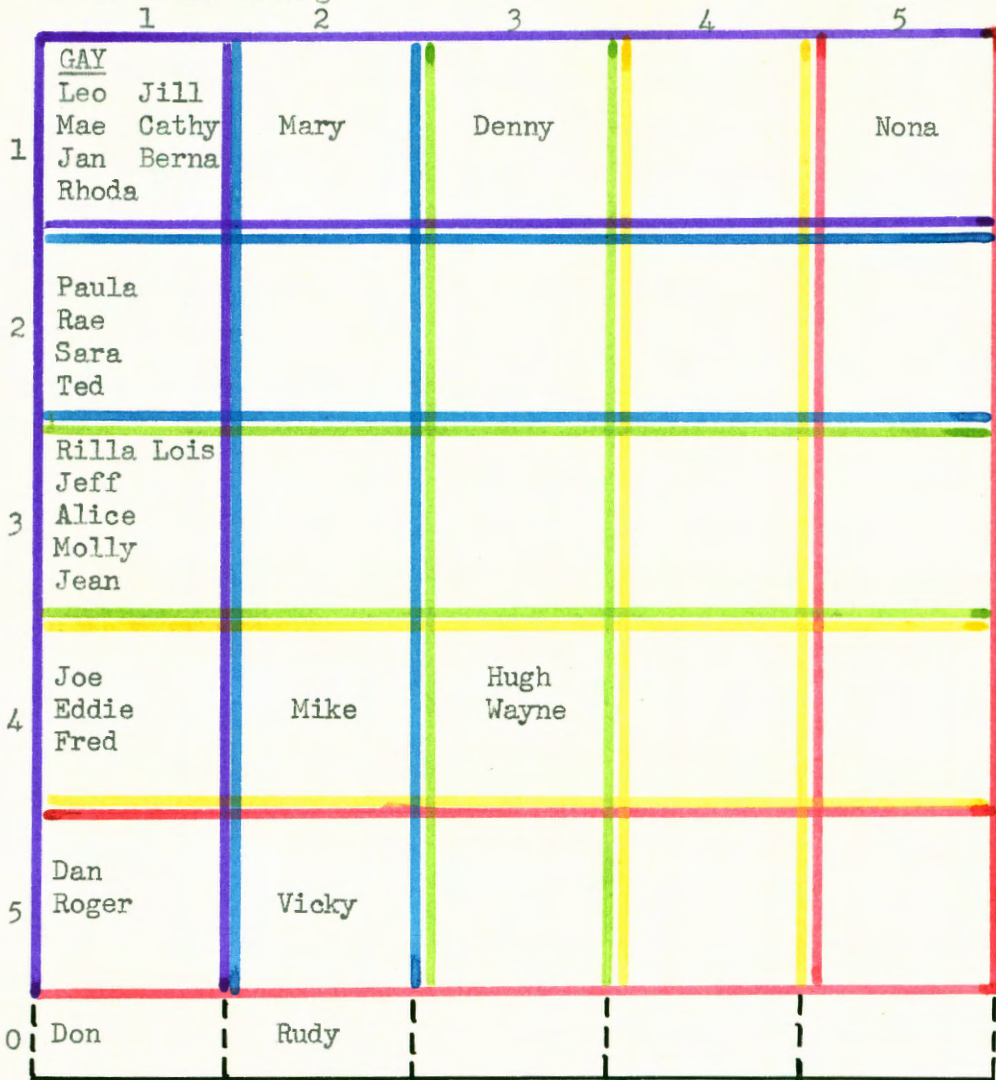 1 2 3 4 5
GAY
Leo Jill
Mae Cathy
Jan Berna
Rhoda
1
Mary
Denny
Nona
2
Paula
Rae
Sara
Ted
3
Rilla Lois
Jeff
Alice
Molly
Jean
4
Joe
Eddie
Fred
Mike
Hugh
Wayne
5
Dan
Roger
Vicky
0 Don Rudy